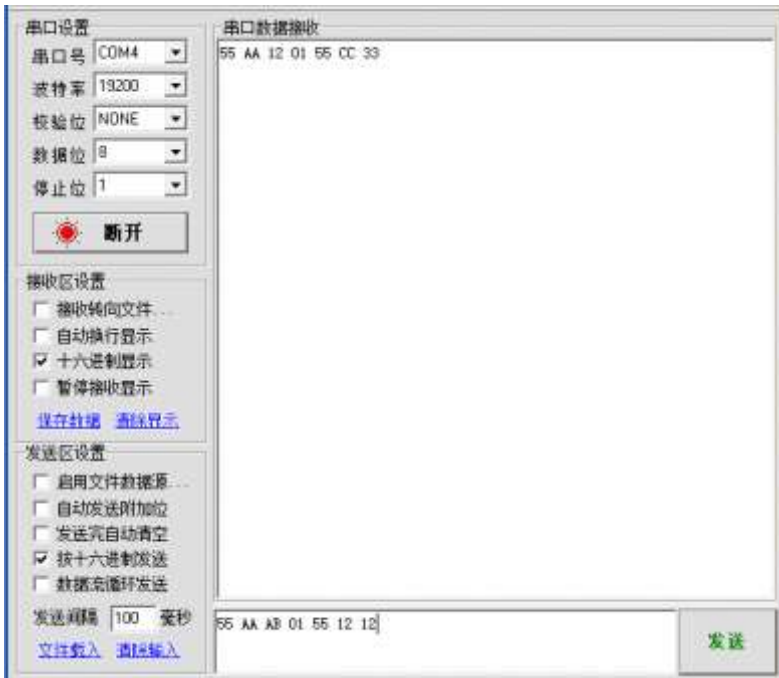 串口设置
串口号 COM4
波特率 19200
校验位 NONE
数据位 8
停止位 1
断开
接收区设置
接收转向文件...
自动换行显示
十六进制显示
暂停接收显示
保存数据 清除显示
发送区设置
启用文件数据源...
自动发送附加位
发送完自动清空
按十六进制发送
数据流循环发送
发送间隔 100 毫秒
文件载入 清除输入
串口数据接收
55 AA 12 01 55 CC 33
55 AA AB 01 55 12 12
发送